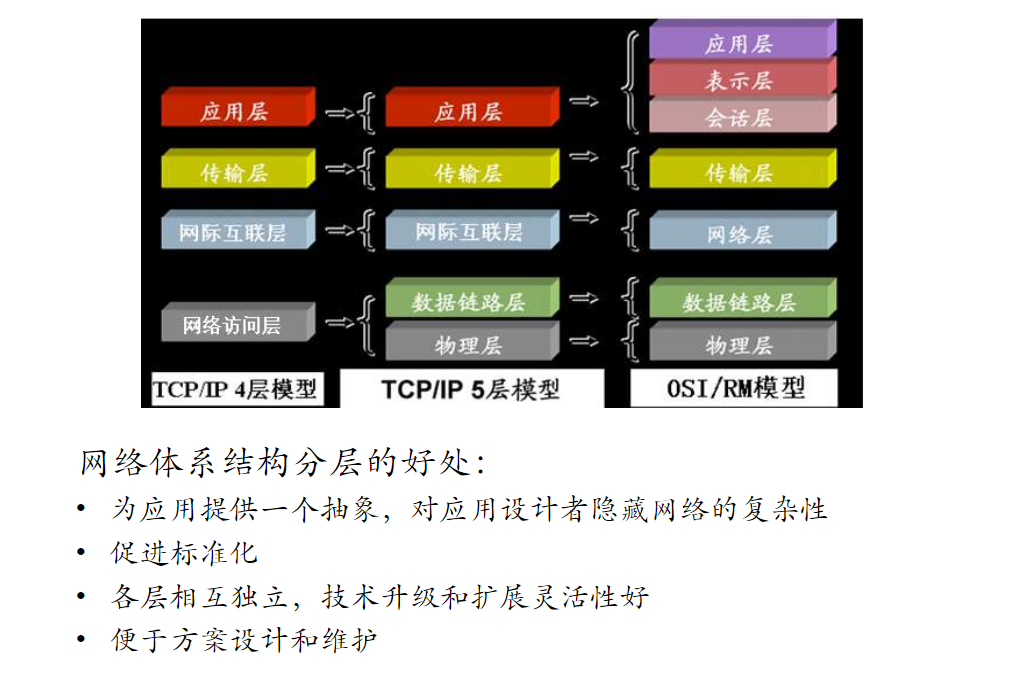 应用层
表示层
会话层
应用层
应用层
传输层
传输层
传输层
网际互联层
网际互联层
网络层
数据链路层
数据链路层
网络访问层
物理层
物理层
TCP/IP 4层模型
TCP/IP 5层模型
OSI/RM模型
网络体系结构分层的好处：
• 为应用提供一个抽象，对应用设计者隐藏网络的复杂性
• 促进标准化
• 各层相互独立，技术升级和扩展灵活性好
• 便于方案设计和维护